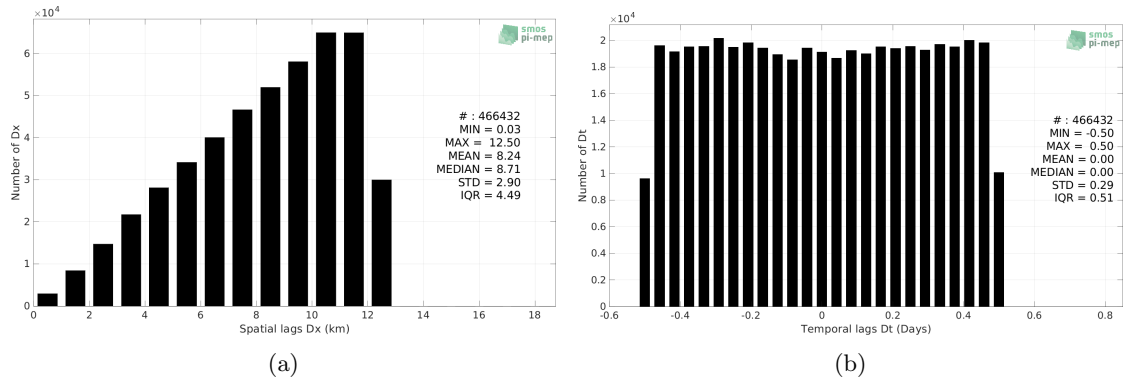 ×10⁴
6
5
4
3
2
1
0
Number of Dx
0 2 4 6 8 10 12 14 16 18
Spatial lags Dx (km)
smos
pi-mep
# : 466432
MIN = 0.03
MAX = 12.50
MEAN = 8.24
MEDIAN = 8.71
STD = 2.90
IQR = 4.49
(a)
×10⁴
2
1.8
1.6
1.4
1.2
1
0.8
0.6
0.4
0.2
0
Number of Dt
-0.6 -0.4 -0.2 0 0.2 0.4 0.6 0.8
Temporal lags Dt (Days)
smos
pi-mep
# : 466432
MIN = -0.50
MAX = 0.50
MEAN = 0.00
MEDIAN = 0.00
STD = 0.29
IQR = 0.51
(b)